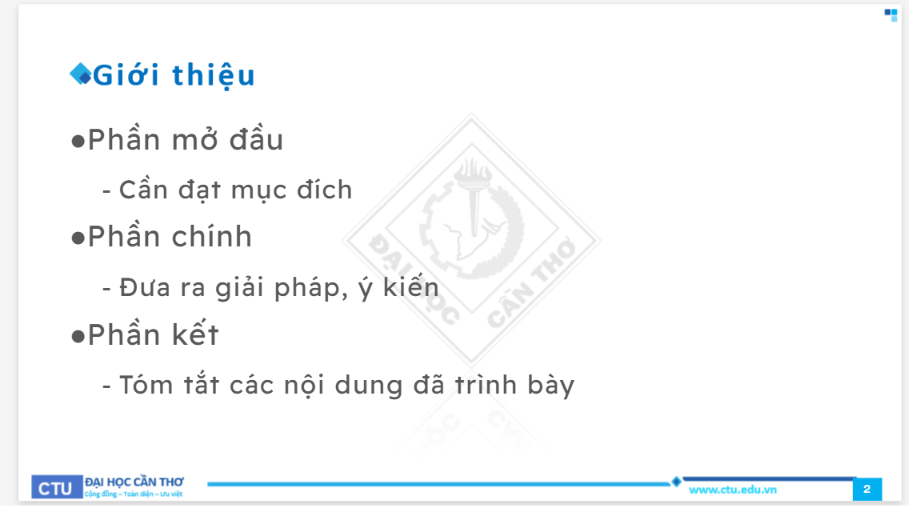 Giới thiệu
●Phần mở đầu
- Cần đạt mục đích
●Phần chính
- Đưa ra giải pháp, ý kiến
●Phần kết
- Tóm tắt các nội dung đã trình bày
ĐẠI HỌC CẦN THƠ
CTU
ĐẠI HỌC CẦN THƠ
Cộng đồng – Toàn diện – Ưu việt
www.ctu.edu.vn
2